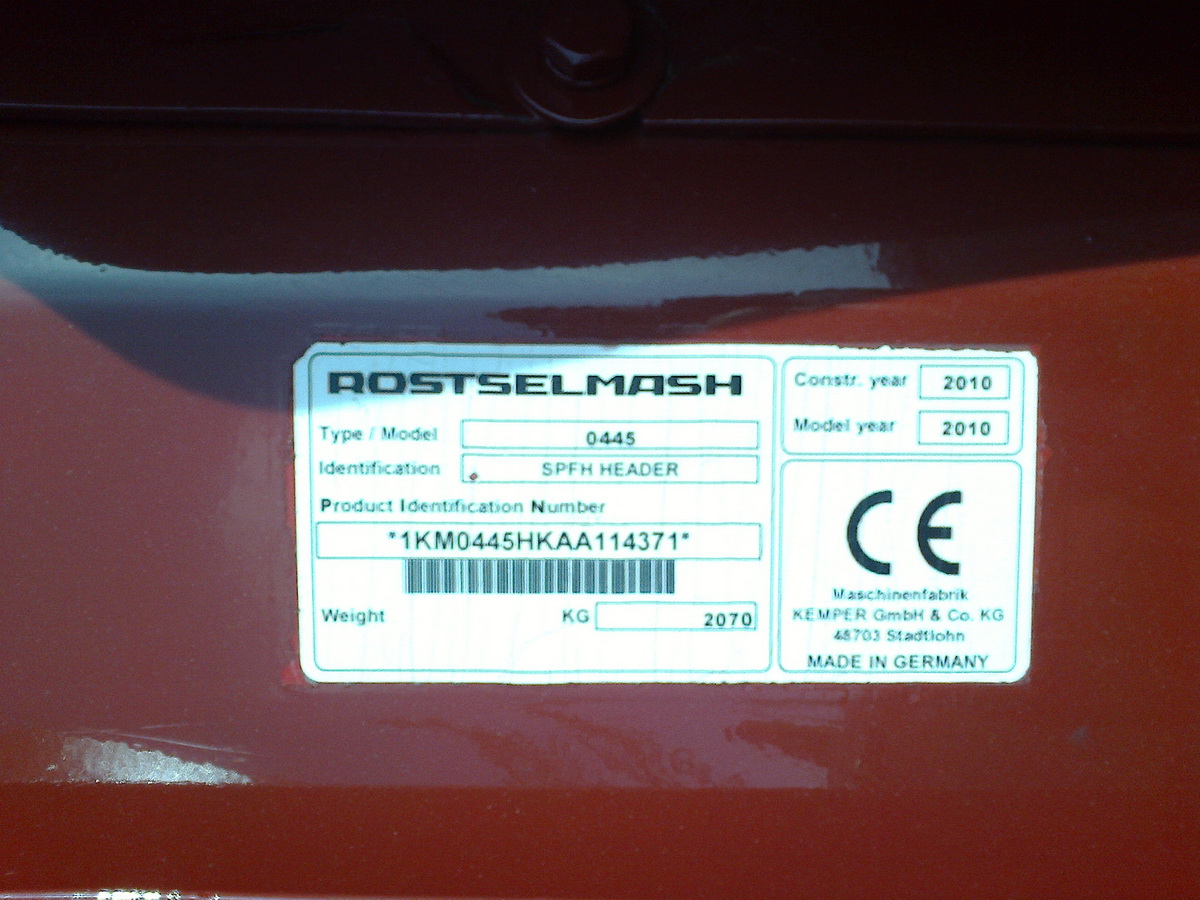 ROSTSELMASH
Type / Model 0445
Identification SPFH HEADER
Product Identification Number
*1KM0445HKAA114371*
Weight KG 2070
Constr. year 2010
Model year 2010
CE
Maschinenfabrik
KEMPER GmbH & Co. KG
48703 Stadtlohn
MADE IN GERMANY